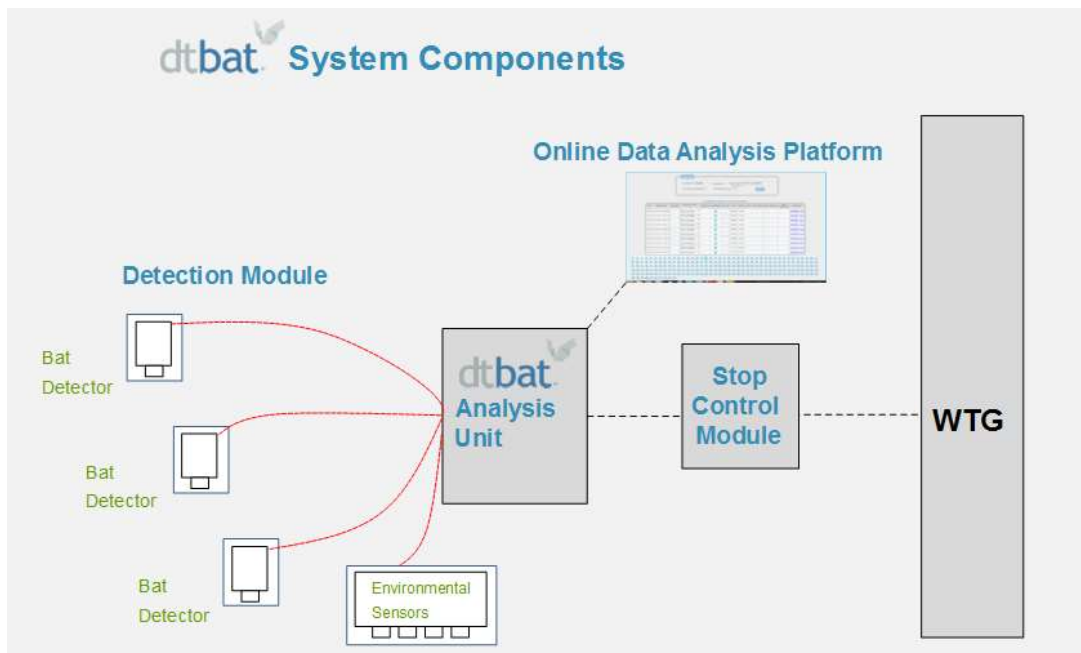 dtbat System Components
Online Data Analysis Platform
Detection Module
Bat
Detector
dtbat
Analysis
Unit
Stop
Control
Module
WTG
Bat
Detector
Bat
Detector
Environmental
Sensors